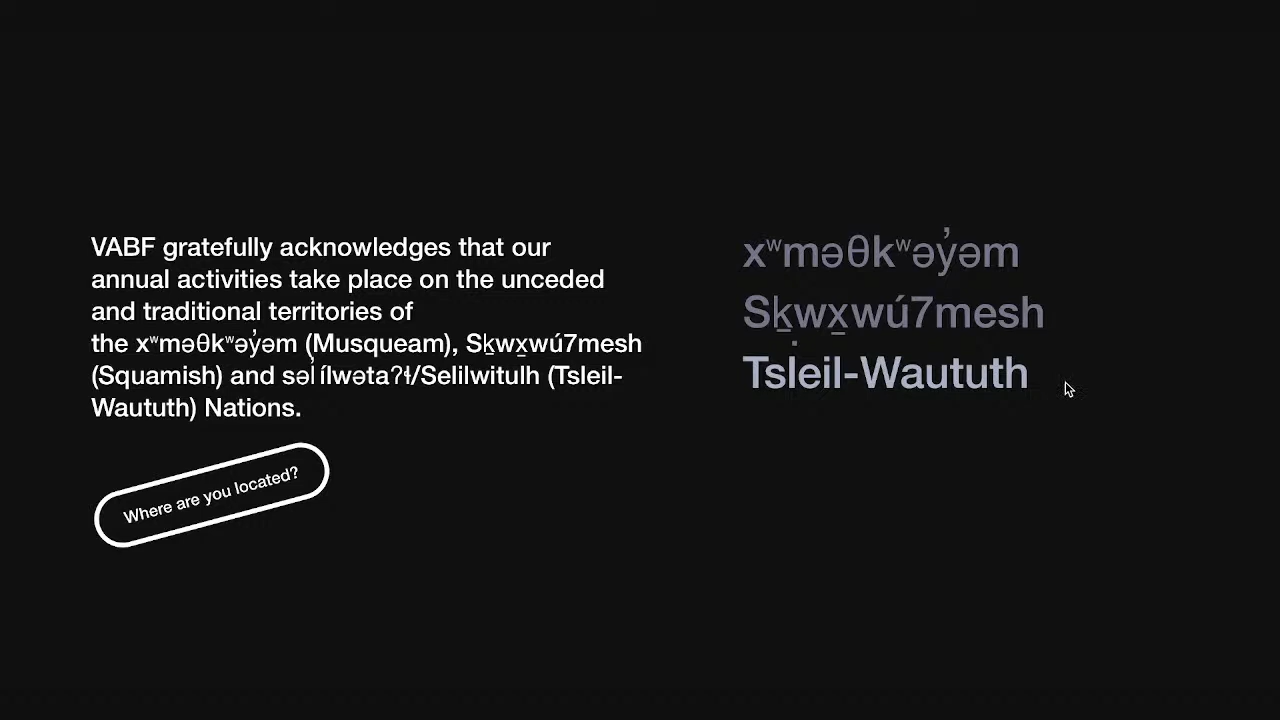 VABF gratefully acknowledges that our
annual activities take place on the unceded
and traditional territories of
the xʷməθkʷəy̓əm (Musqueam), Sḵwx̱wú7mesh
(Squamish) and səl̓ílwətaʔɬ/Selilwitulh (Tsleil-
Waututh) Nations.
Where are you located?
xʷməθkʷəy̓əm
Sḵwx̱wú7mesh
Tsleil-Waututh